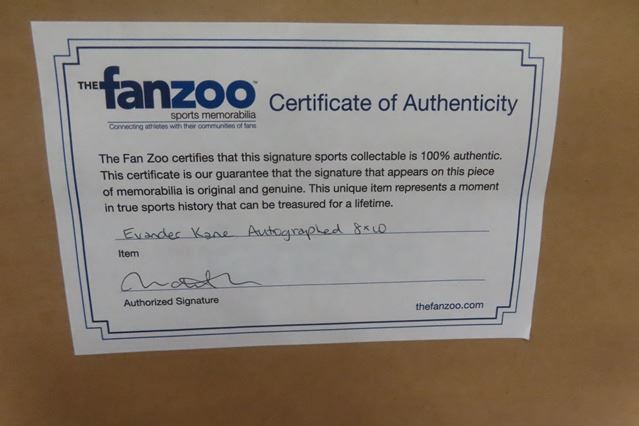 THE fanzoo™
sports memorabilia
Connecting athletes with their communities of fans
Certificate of Authenticity
The Fan Zoo certifies that this signature sports collectable is 100% authentic.
This certificate is our guarantee that the signature that appears on this piece
of memorabilia is original and genuine. This unique item represents a moment
in true sports history that can be treasured for a lifetime.
Evander Kane Autographed 8x10
Item
Authorized Signature
thefanzoo.com